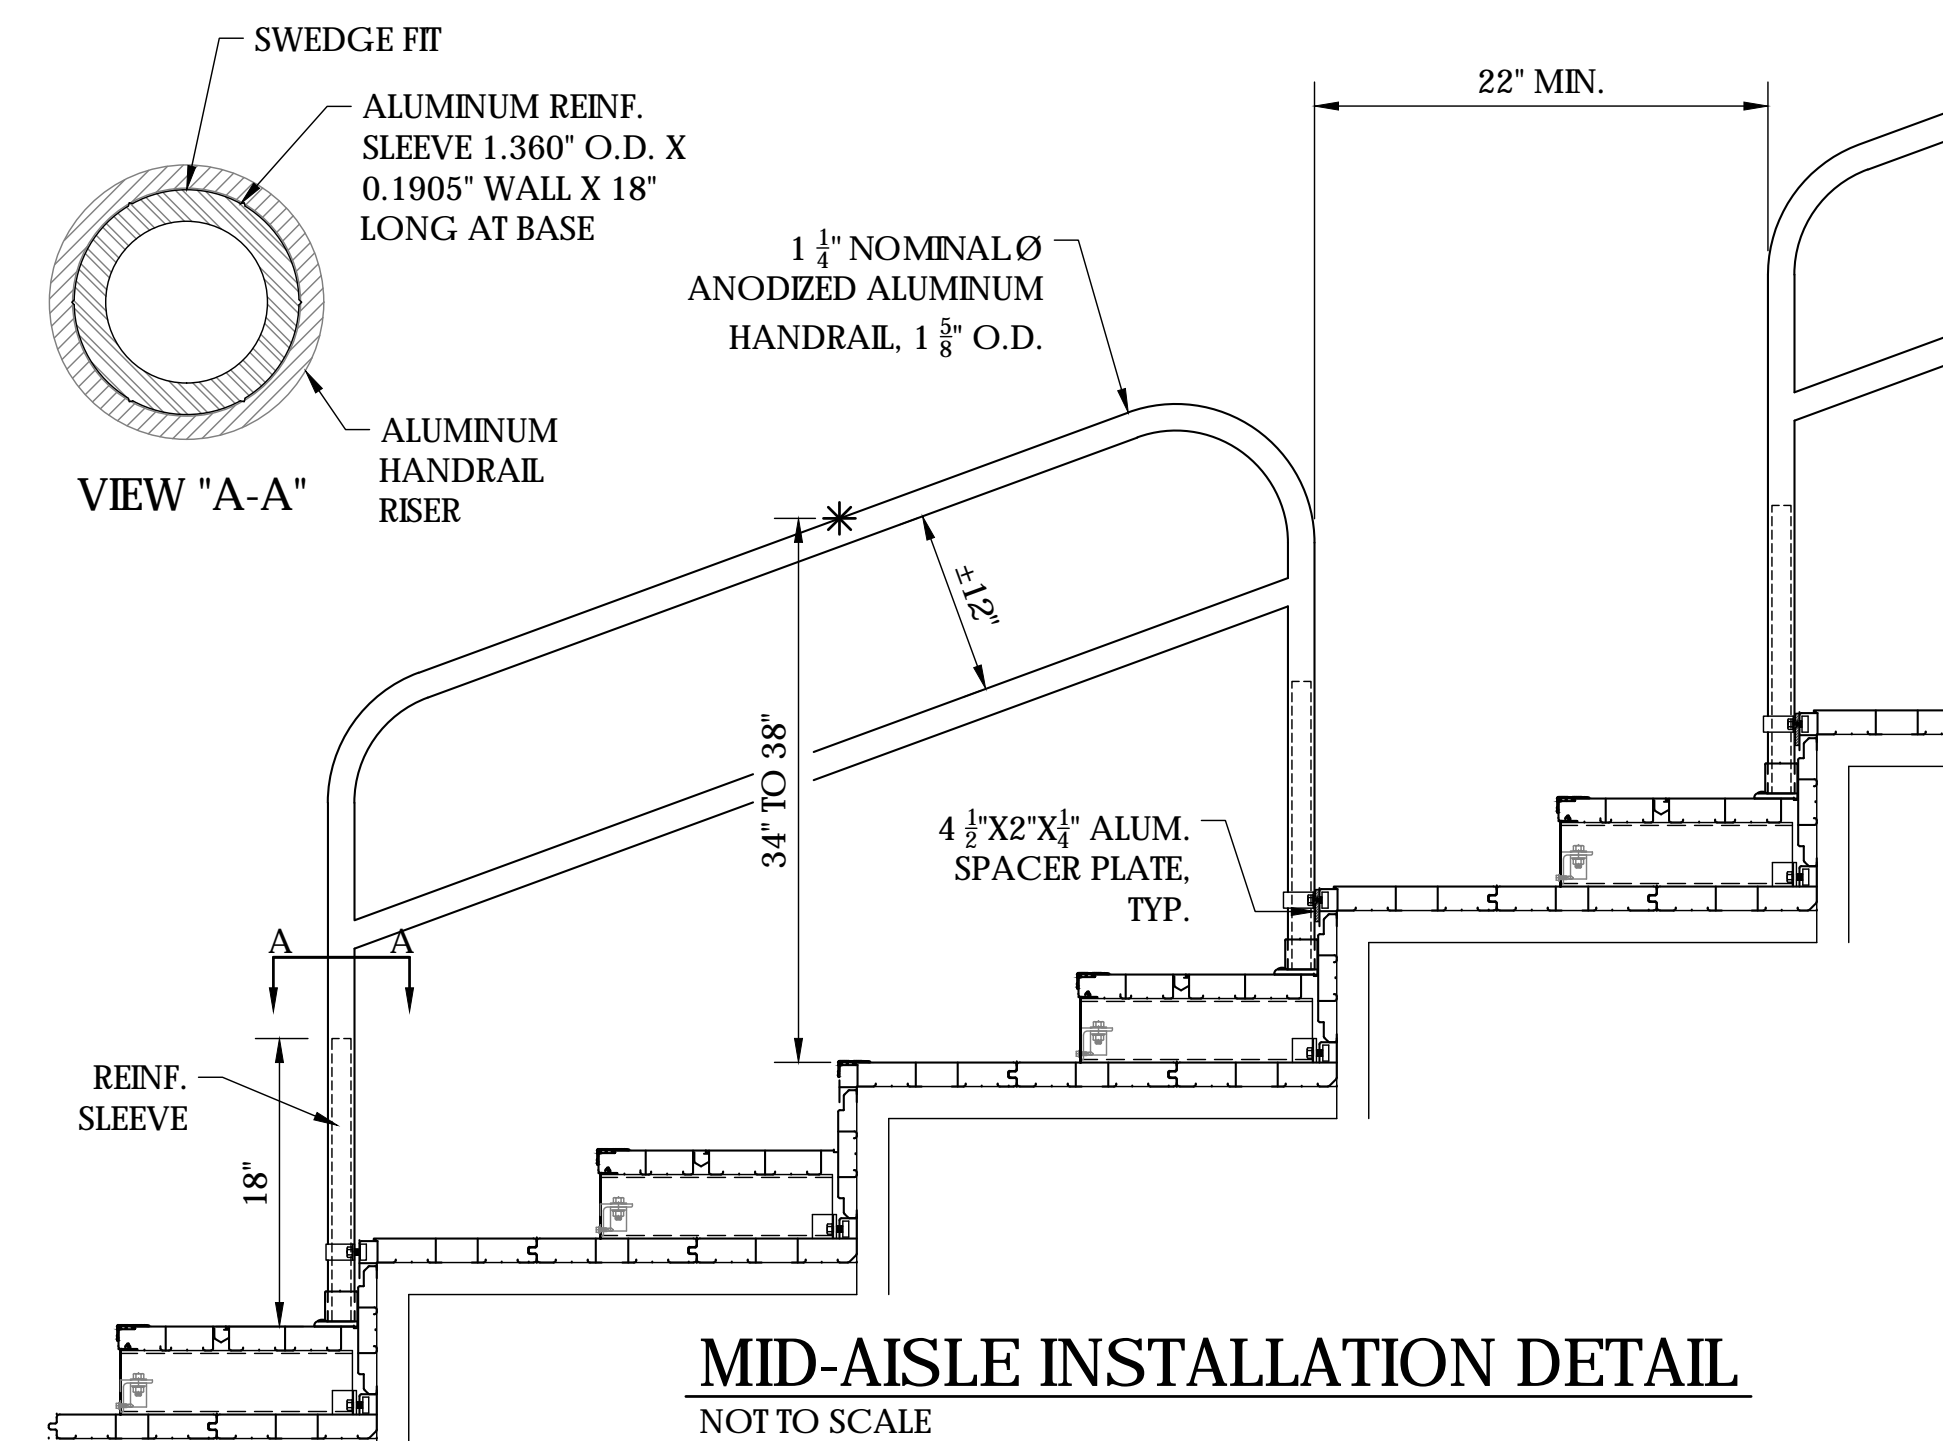 SWEDGE FIT
ALUMINUM REINF.
SLEEVE 1.360" O.D. X
0.1905" WALL X 18"
LONG AT BASE
ALUMINUM
HANDRAIL
RISER
VIEW "A-A"
22" MIN.
1 1/4" NOMINAL Ø
ANODIZED ALUMINUM
HANDRAIL, 1 5/8" O.D.
±12"
34" TO 38"
4 1/2"X2"X1/4" ALUM.
SPACER PLATE,
TYP.
A A
REINF.
SLEEVE
18"
MID-AISLE INSTALLATION DETAIL
NOT TO SCALE